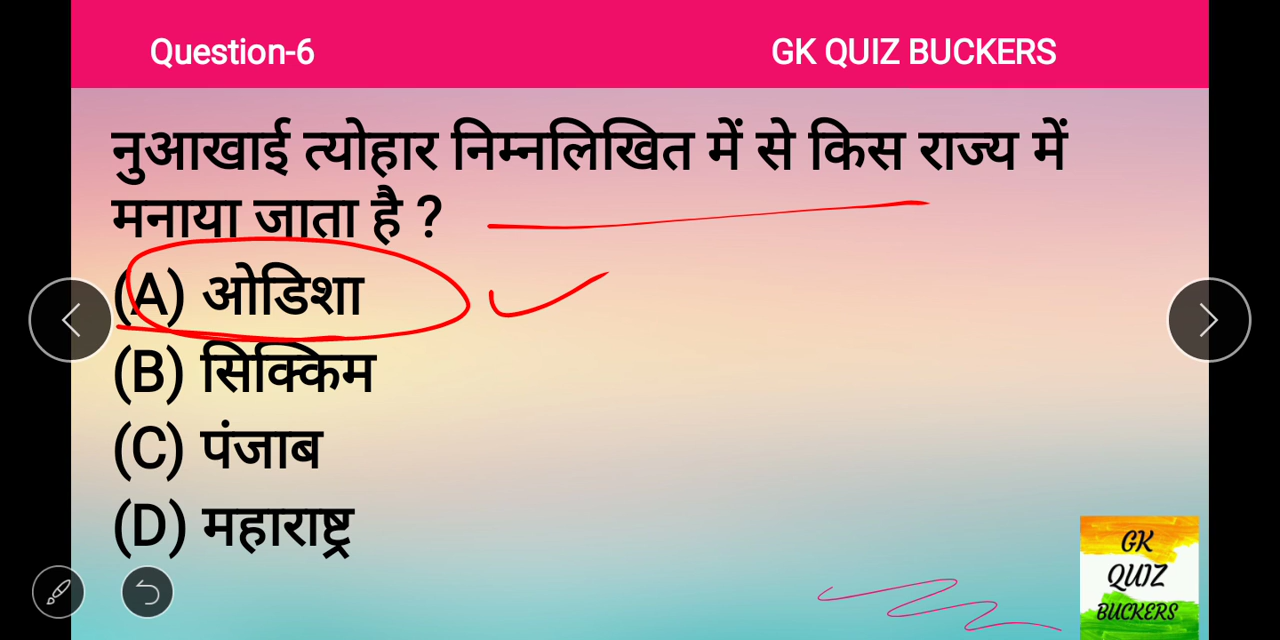 Question-6 GK QUIZ BUCKERS
नुआखाई त्योहार निम्नलिखित में से किस राज्य में
मनाया जाता है ?
(A) ओडिशा
(B) सिक्किम
(C) पंजाब
(D) महाराष्ट्र
GK
QUIZ
BUCKERS